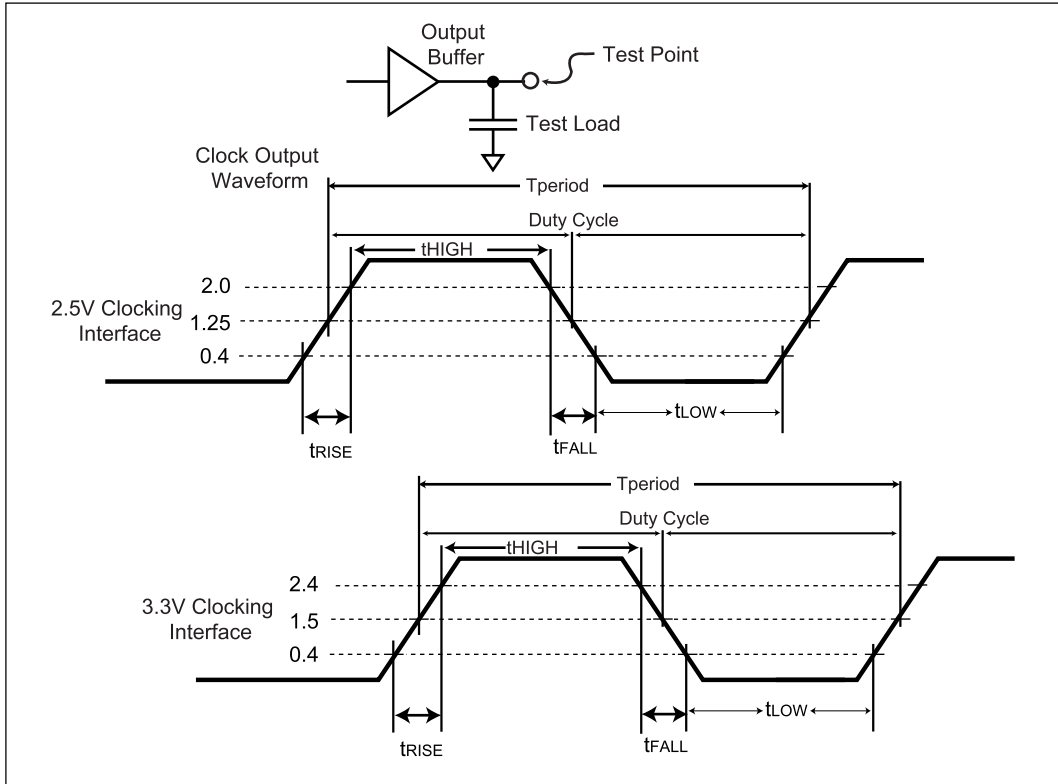 Output
Buffer
Test Point
Test Load
Clock Output
Waveform
Tperiod
Duty Cycle
tHIGH
2.0
2.5V Clocking
Interface
1.25
0.4
tLOW
tRISE
tFALL
Tperiod
Duty Cycle
tHIGH
2.4
3.3V Clocking
Interface
1.5
0.4
tLOW
tRISE
tFALL